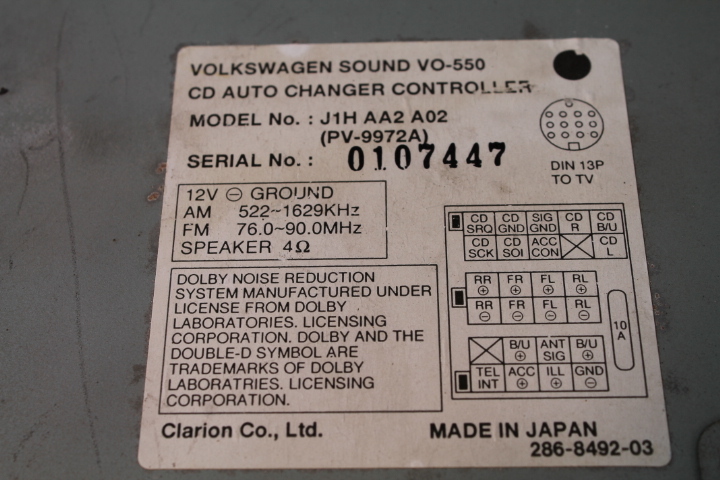 VOLKSWAGEN SOUND VO-550
CD AUTO CHANGER CONTROLLER
MODEL No. : J1H AA2 A02
(PV-9972A)
SERIAL No. : 0107447
DIN 13P
TO TV
12V ⊖ GROUND
AM 522~1629KHz
FM 76.0~90.0MHz
SPEAKER 4Ω
CD SRQ CD GND SIG GND CD R CD B/U
CD SCK CD SOI ACC CON CD L
RR ⊕ FR ⊕ FL ⊕ RL ⊕
RR ⊖ FR ⊖ FL ⊖ RL ⊖
10A
B/U ⊕ ANT SIG B/U ⊕
TEL INT ACC ⊕ ILL ⊕ GND ⊖
DOLBY NOISE REDUCTION
SYSTEM MANUFACTURED UNDER
LICENSE FROM DOLBY
LABORATORIES. LICENSING
CORPORATION. DOLBY AND THE
DOUBLE-D SYMBOL ARE
TRADEMARKS OF DOLBY
LABORATRIES. LICENSING
CORPORATION.
Clarion Co., Ltd.
MADE IN JAPAN
286-8492-03